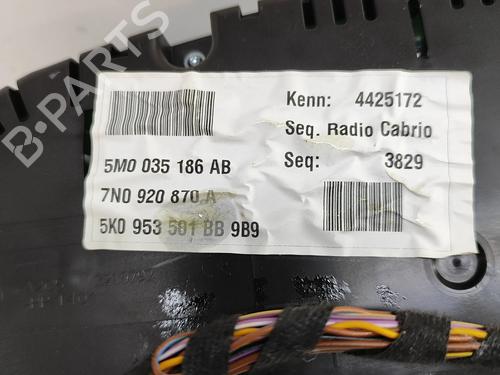 B-PARTS
Kenn: 4425172
Seq. Radio Cabrio
Seq: 3829
5M0 035 186 AB
7N0 920 870 A
5K0 953 501 BB 9B9